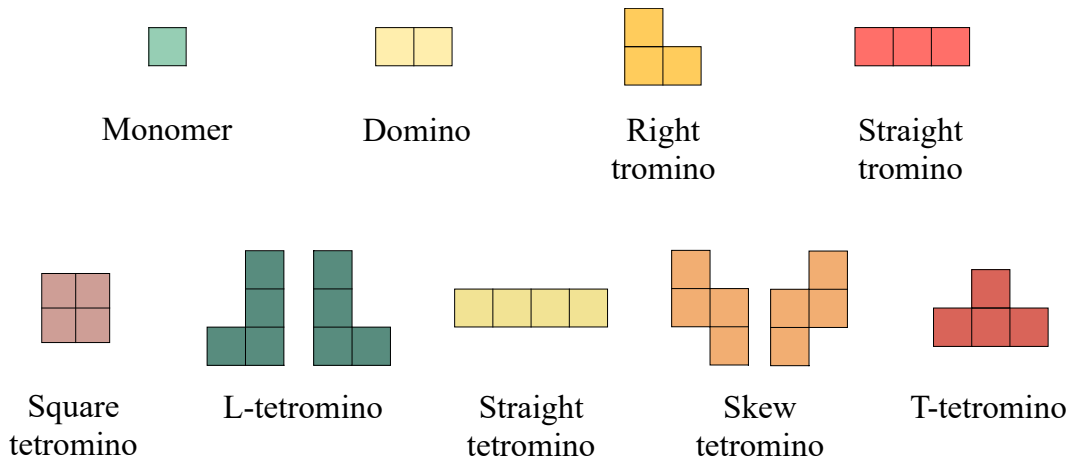 Monomer
Domino
Right
tromino
Straight
tromino
Square
tetromino
L-tetromino
Straight
tetromino
Skew
tetromino
T-tetromino